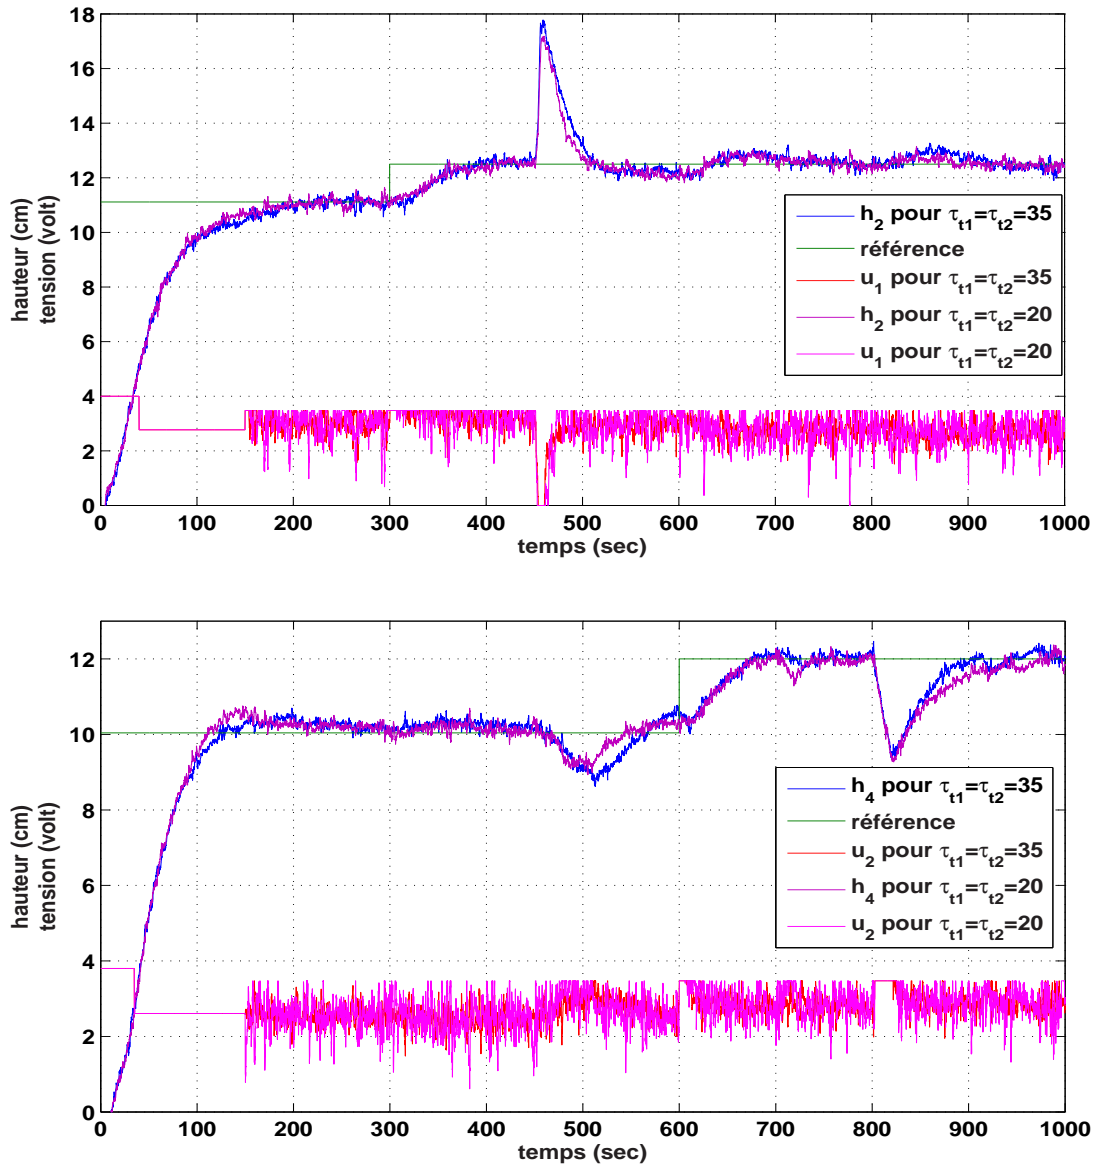 18
16
14
12
10
8
6
4
2
0
hauteur (cm)
tension (volt)
h2 pour τt1=τt2=35
référence
u1 pour τt1=τt2=35
h2 pour τt1=τt2=20
u1 pour τt1=τt2=20
0 100 200 300 400 500 600 700 800 900 1000
temps (sec)
12
10
8
6
4
2
0
hauteur (cm)
tension (volt)
h4 pour τt1=τt2=35
référence
u2 pour τt1=τt2=35
h4 pour τt1=τt2=20
u2 pour τt1=τt2=20
0 100 200 300 400 500 600 700 800 900 1000
temps (sec)